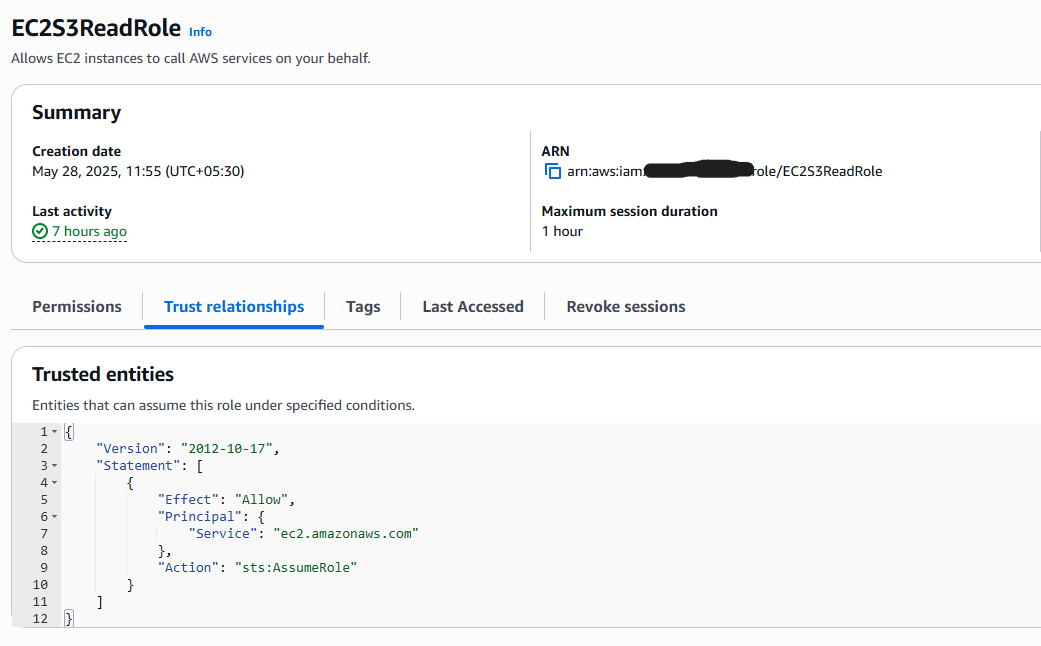 EC2S3ReadRole Info
Allows EC2 instances to call AWS services on your behalf.
Summary
Creation date
May 28, 2025, 11:55 (UTC+05:30)
Last activity
7 hours ago
ARN
arn:aws:iam: role/EC2S3ReadRole
Maximum session duration
1 hour
Permissions Trust relationships Tags Last Accessed Revoke sessions
Trusted entities
Entities that can assume this role under specified conditions.
1 {
2 "Version": "2012-10-17",
3 "Statement": [
4 {
5 "Effect": "Allow",
6 "Principal": {
7 "Service": "ec2.amazonaws.com"
8 },
9 "Action": "sts:AssumeRole"
10 }
11 ]
12 }